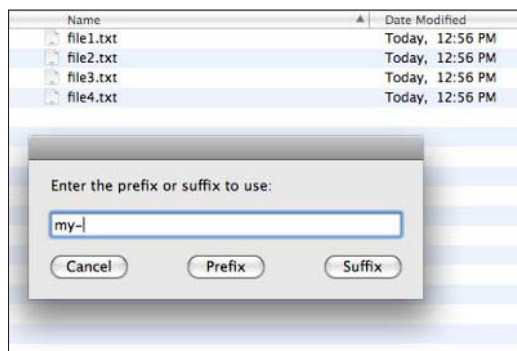 Name Date Modified
file1.txt Today, 12:56 PM
file2.txt Today, 12:56 PM
file3.txt Today, 12:56 PM
file4.txt Today, 12:56 PM
Enter the prefix or suffix to use:
my-
Cancel Prefix Suffix